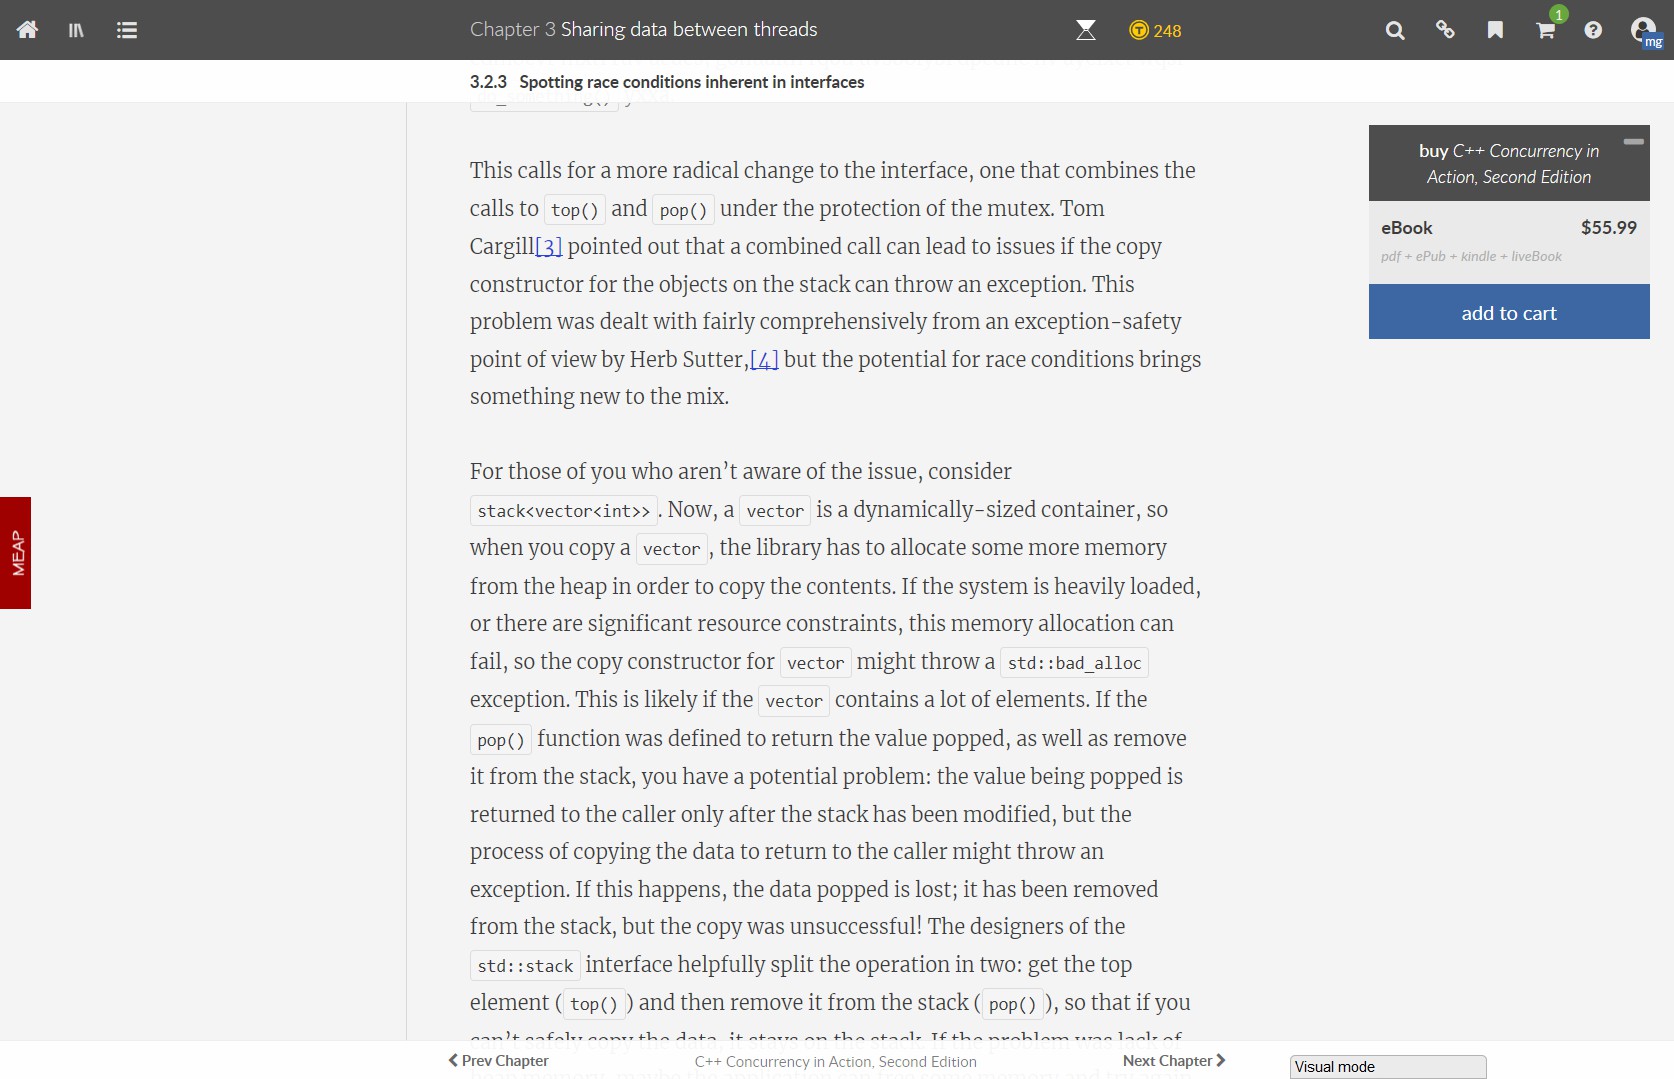 Chapter 3 Sharing data between threads
248
1
mg
3.2.3 Spotting race conditions inherent in interfaces
This calls for a more radical change to the interface, one that combines the
calls to top() and pop() under the protection of the mutex. Tom
Cargill[3] pointed out that a combined call can lead to issues if the copy
constructor for the objects on the stack can throw an exception. This
problem was dealt with fairly comprehensively from an exception-safety
point of view by Herb Sutter,[4] but the potential for race conditions brings
something new to the mix.
For those of you who aren’t aware of the issue, consider
stack<vector<int>> . Now, a vector is a dynamically-sized container, so
when you copy a vector , the library has to allocate some more memory
from the heap in order to copy the contents. If the system is heavily loaded,
or there are significant resource constraints, this memory allocation can
fail, so the copy constructor for vector might throw a std::bad_alloc
exception. This is likely if the vector contains a lot of elements. If the
pop() function was defined to return the value popped, as well as remove
it from the stack, you have a potential problem: the value being popped is
returned to the caller only after the stack has been modified, but the
process of copying the data to return to the caller might throw an
exception. If this happens, the data popped is lost; it has been removed
from the stack, but the copy was unsuccessful! The designers of the
std::stack interface helpfully split the operation in two: get the top
element ( top() ) and then remove it from the stack ( pop() ), so that if you
can’t safely copy the data, it stays on the stack. If the problem was lack of
buy C++ Concurrency in
Action, Second Edition
eBook $55.99
pdf + ePub + kindle + liveBook
add to cart
MEAP
Prev Chapter
C++ Concurrency in Action, Second Edition
Next Chapter
Visual mode